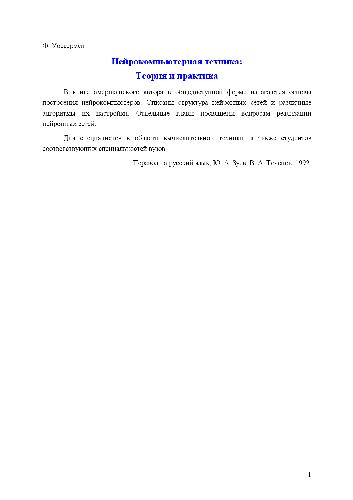 Ф. Уоссермен
Нейрокомпьютерная техника:
Теория и практика
В книге американского автора в общедоступной форме излагаются основы
построения нейрокомпьютеров. Описаны структура нейронных сетей и различные
алгоритмы их настройки. Отдельные главы посвящены вопросам реализации
нейронных сетей.
Для специалистов в области вычислительной техники, а также студентов
соответствующих специальностей вузов.
Перевод на русский язык, Ю. А. Зуев, В. А. Точенов, 1992.
1